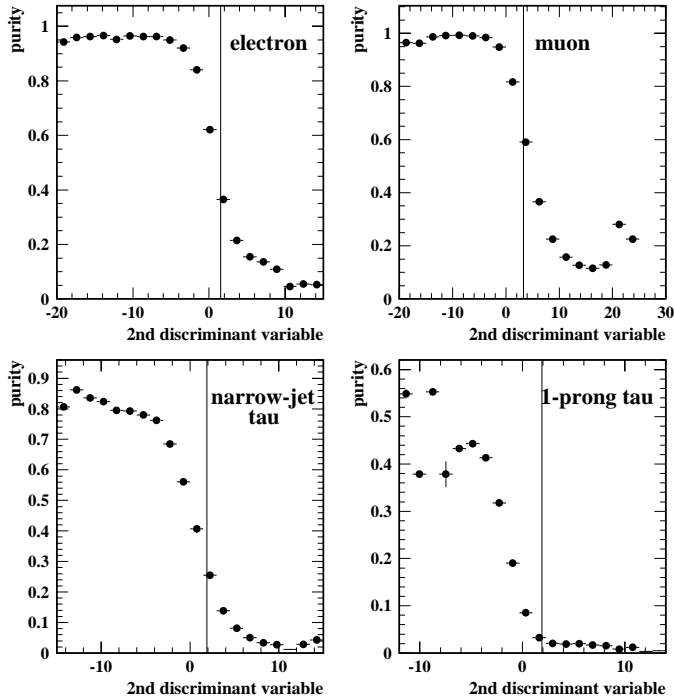 purity
electron
1
0.8
0.6
0.4
0.2
0
-20 -10 0 10
2nd discriminant variable
purity
muon
1
0.8
0.6
0.4
0.2
0
-20 -10 0 10 20 30
2nd discriminant variable
purity
narrow-jet
tau
0.9
0.8
0.7
0.6
0.5
0.4
0.3
0.2
0.1
0
-10 0 10
2nd discriminant variable
purity
1-prong tau
0.6
0.5
0.4
0.3
0.2
0.1
0
-10 0 10
2nd discriminant variable